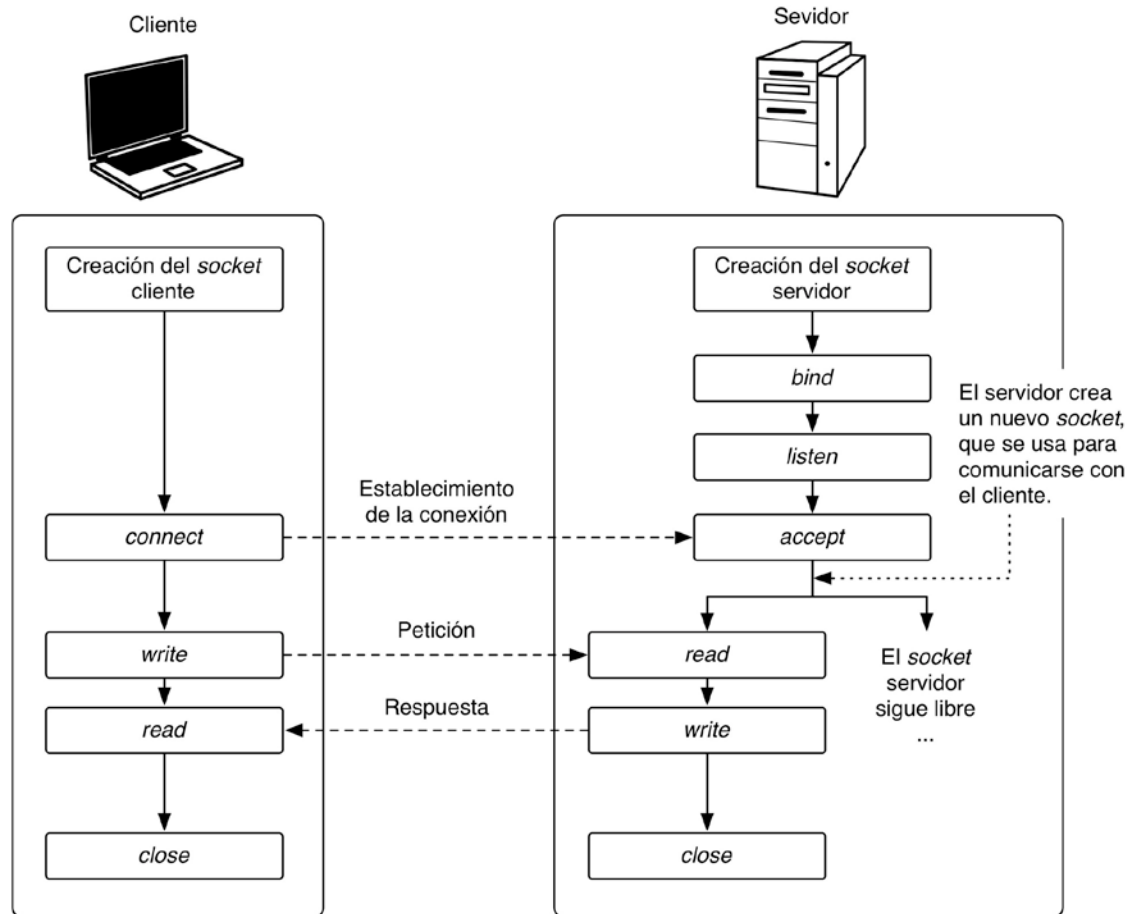 Cliente
Sevidor
Creación del socket
cliente
Creación del socket
servidor
bind
El servidor crea
un nuevo socket,
que se usa para
comunicarse con
el cliente.
listen
Establecimiento
de la conexión
connect
accept
Petición
write
read
El socket
servidor
sigue libre
...
Respuesta
read
write
close
close